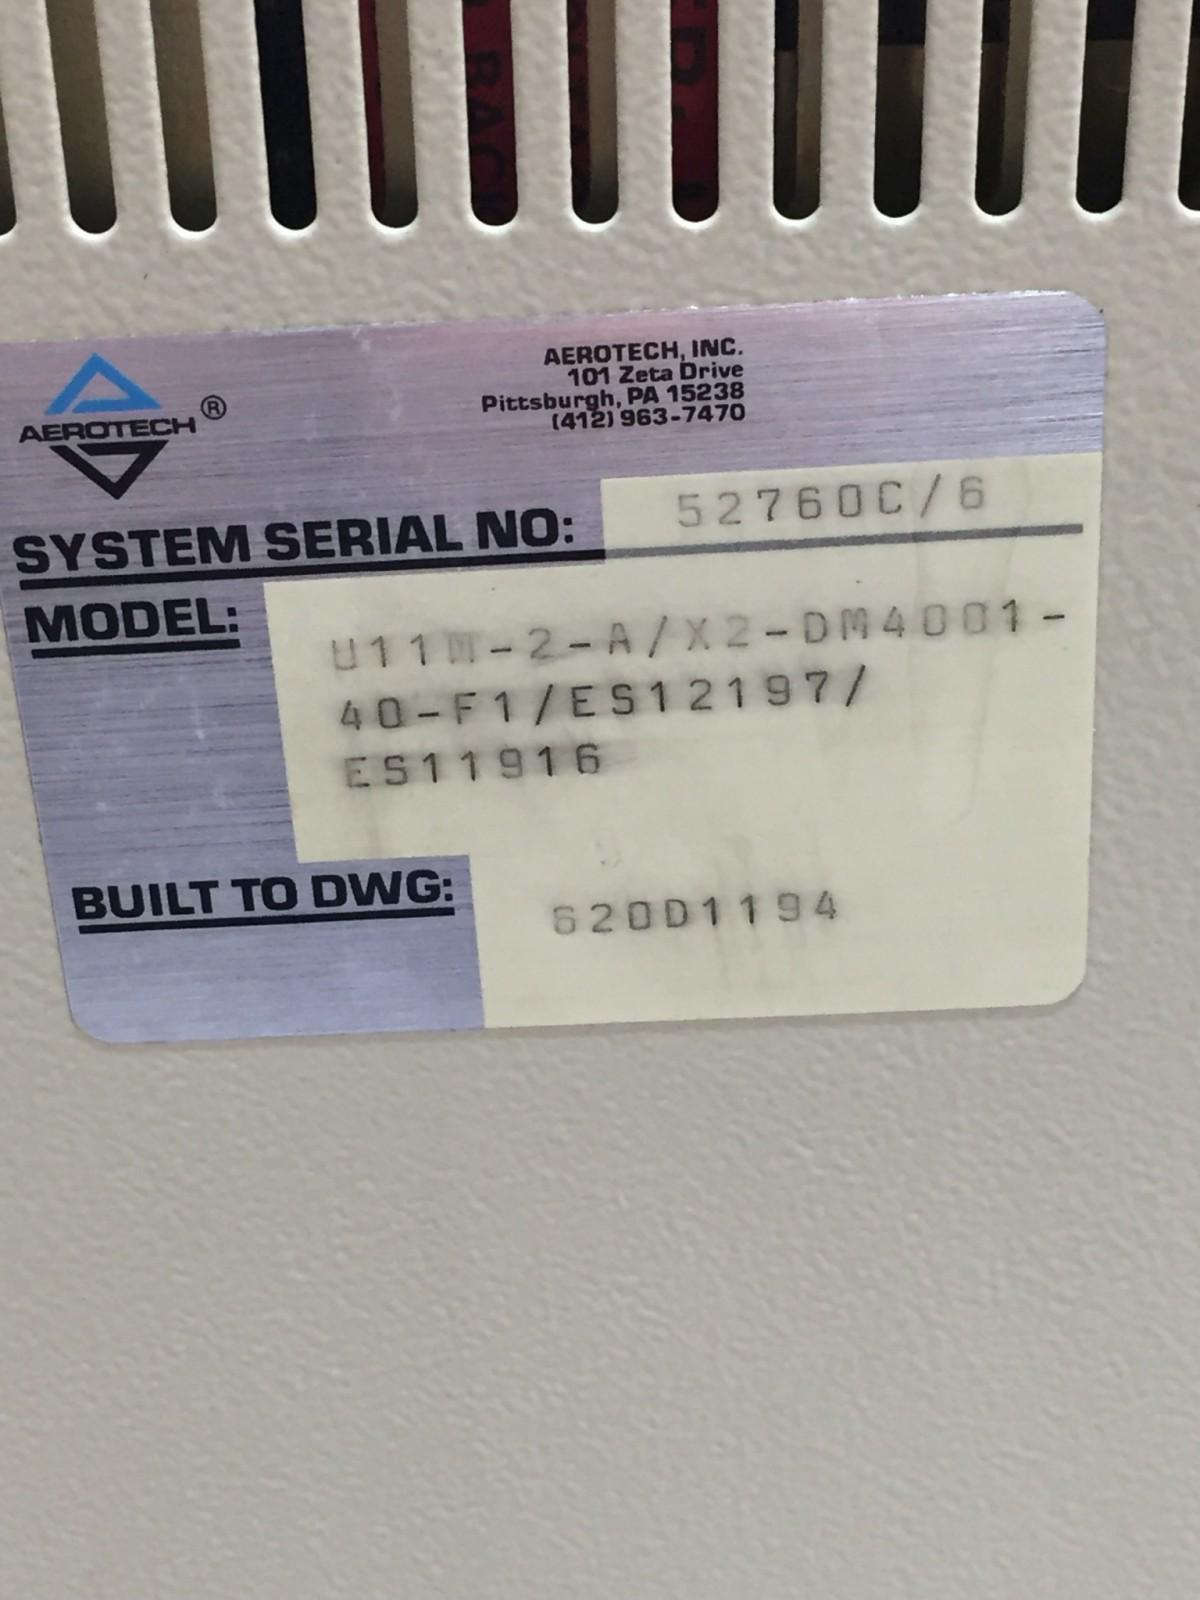 BACK
AEROTECH, INC.
101 Zeta Drive
Pittsburgh, PA 15238
(412) 963-7470
AEROTECH®
SYSTEM SERIAL NO: 52760C/6
MODEL: U11M-2-A/X2-DM4001-
40-F1/ES12197/
ES11916
BUILT TO DWG: 620D1194